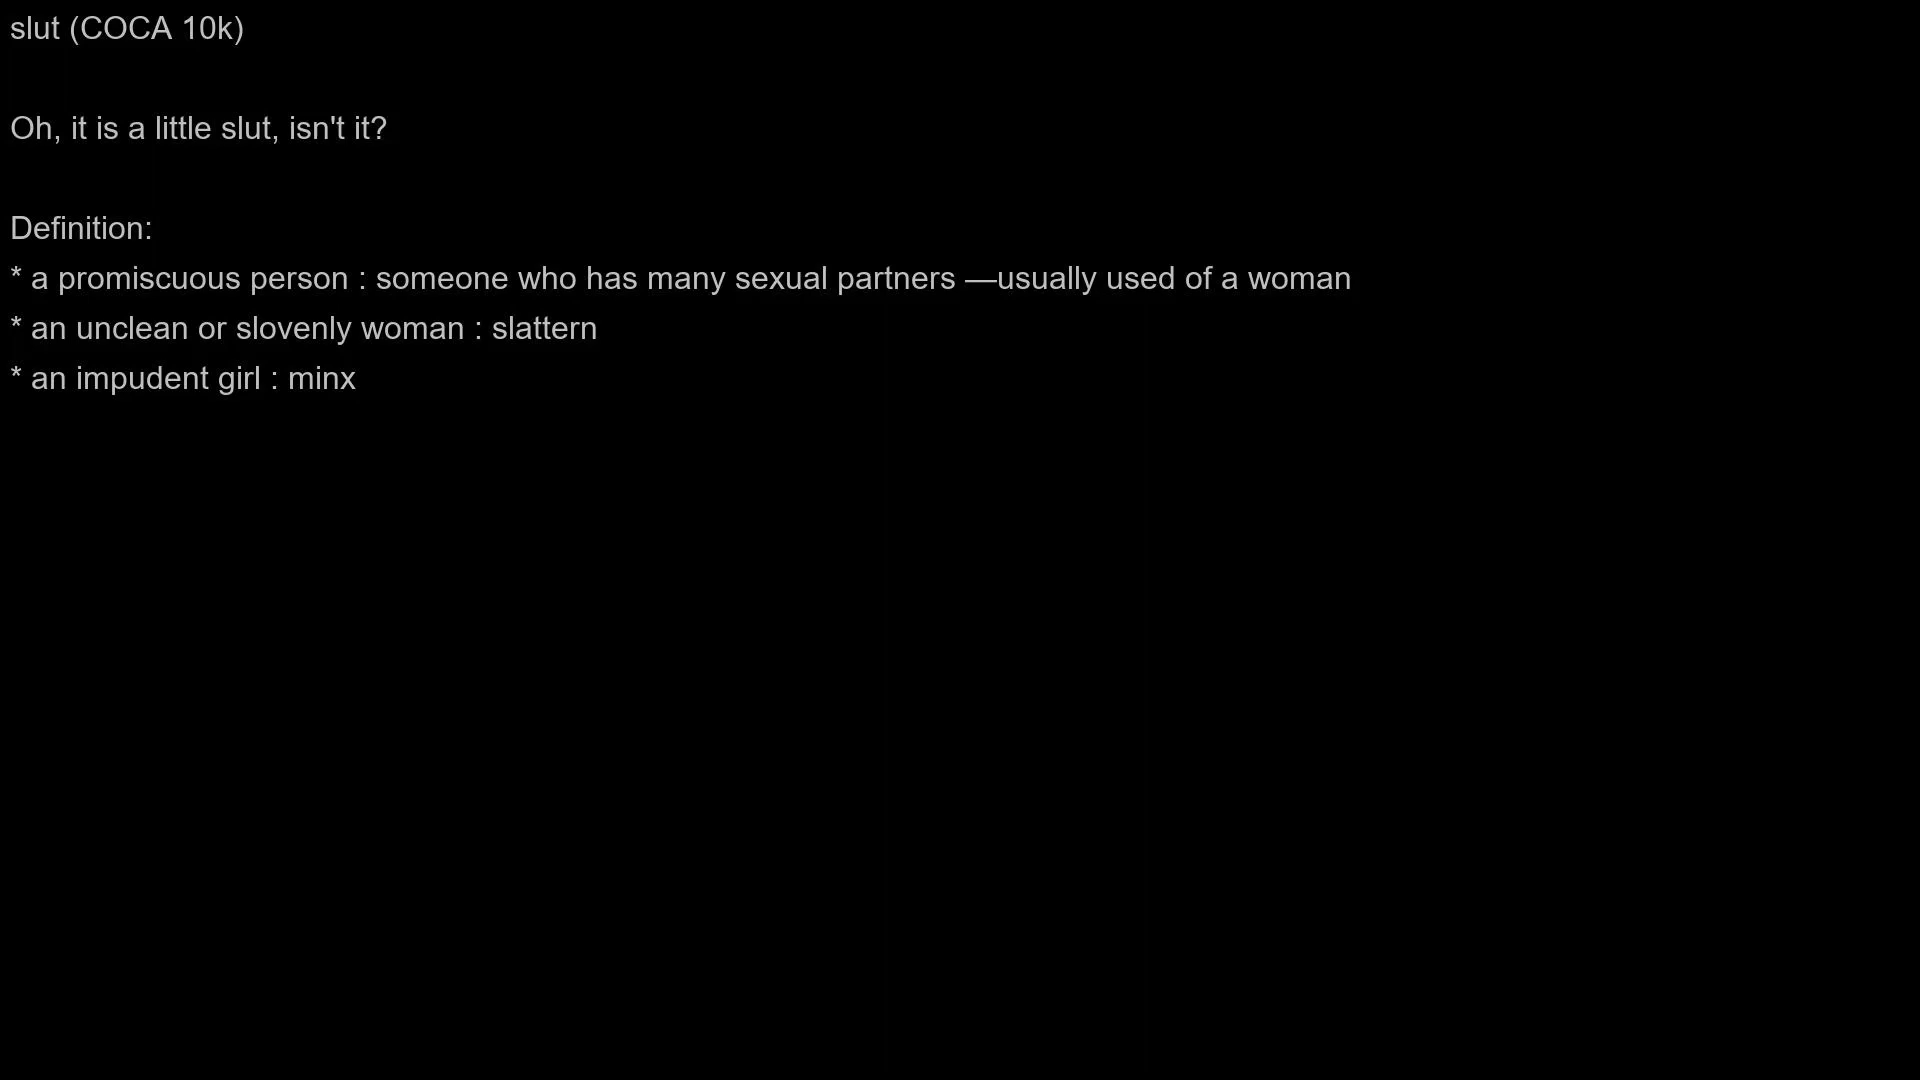 slut (COCA 10k)
Oh, it is a little slut, isn't it?
Definition:
* a promiscuous person : someone who has many sexual partners —usually used of a woman
* an unclean or slovenly woman : slattern
* an impudent girl : minx